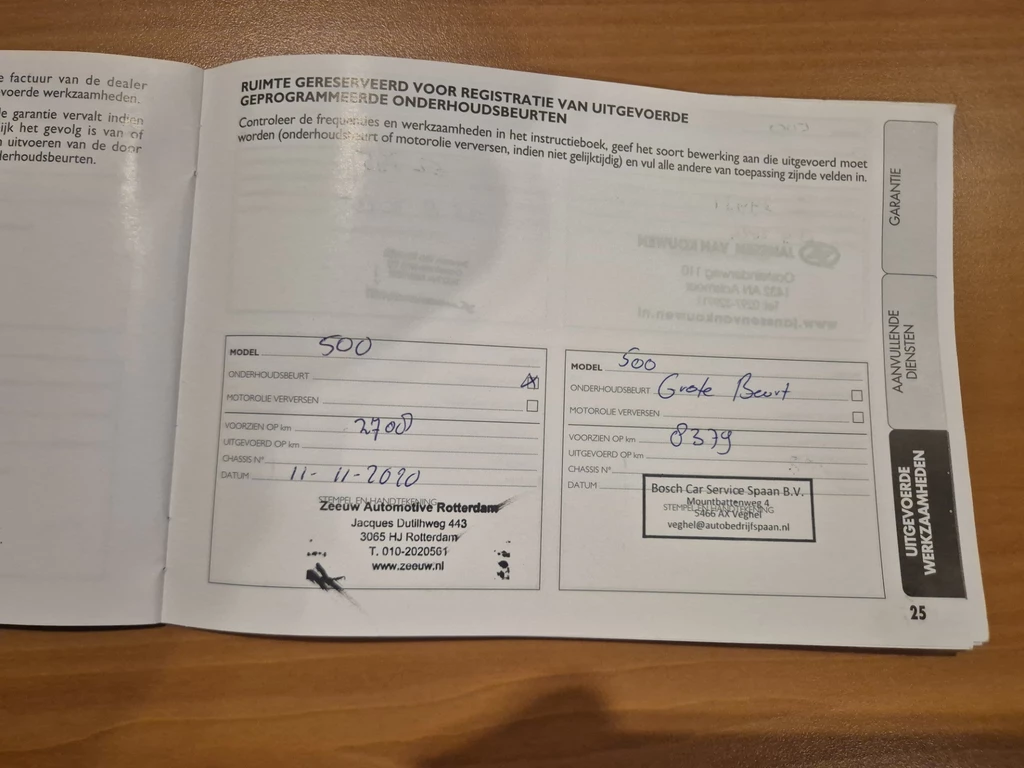 e factuur van de dealer
voerde werkzaamheden.
le garantie vervalt indien
ijk het gevolg is van of
n uitvoeren van de door
lerhoudsbeurten.
RUIMTE GERESERVEERD VOOR REGISTRATIE VAN UITGEVOERDE
GEPROGRAMMEERDE ONDERHOUDSBEURTEN
Controleer de frequenties en werkzaamheden in het instructieboek, geef het soort bewerking aan die uitgevoerd moet
worden (onderhoudsbeurt of motorolie verversen, indien niet gelijktijdig) en vul alle andere van toepassing zijnde velden in.
MODEL 500
ONDERHOUDSBEURT
MOTOROLIE VERVERSEN
VOORZIEN OP km 2708
UITGEVOERD OP km
CHASSIS N°
DATUM 11-11-2020
STEMPEL EN HANDTEKENING
Zeeuw Automotive Rotterdam
Jacques Dutilhweg 443
3065 HJ Rotterdam
T. 010-2020561
www.zeeuw.nl
MODEL 500
ONDERHOUDSBEURT Grote Beurt
MOTOROLIE VERVERSEN
VOORZIEN OP km 8379
UITGEVOERD OP km
CHASSIS N°
DATUM
Bosch Car Service Spaan B.V.
Mountbattenweg 4
STEMPEL EN HANDTEKENING
5466 AX Veghel
veghel@autobedrijfspaan.nl
GARANTIE
AANVULLENDE
DIENSTEN
UITGEVOERDE
WERKZAAMHEDEN
25